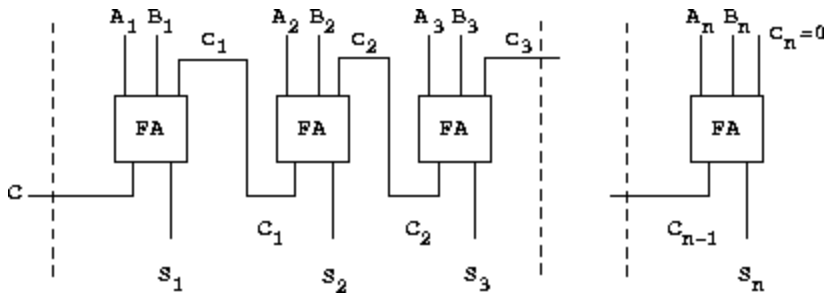 A1 B1 A2 B2 A3 B3 An Bn
C1 C2 C3 Cn=0
FA FA FA FA
C
C1 C2 Cn-1
S1 S2 S3 Sn